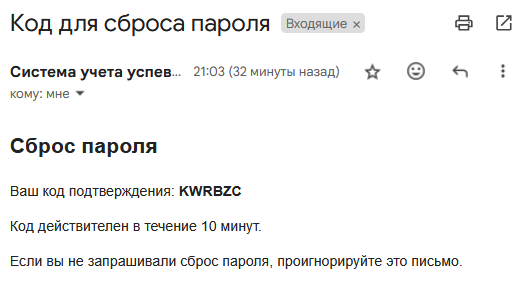 Код для сброса пароля Входящие ×
Система учета успев... 21:03 (32 минуты назад)
кому: мне
Сброс пароля
Ваш код подтверждения: KWRBZC
Код действителен в течение 10 минут.
Если вы не запрашивали сброс пароля, проигнорируйте это письмо.